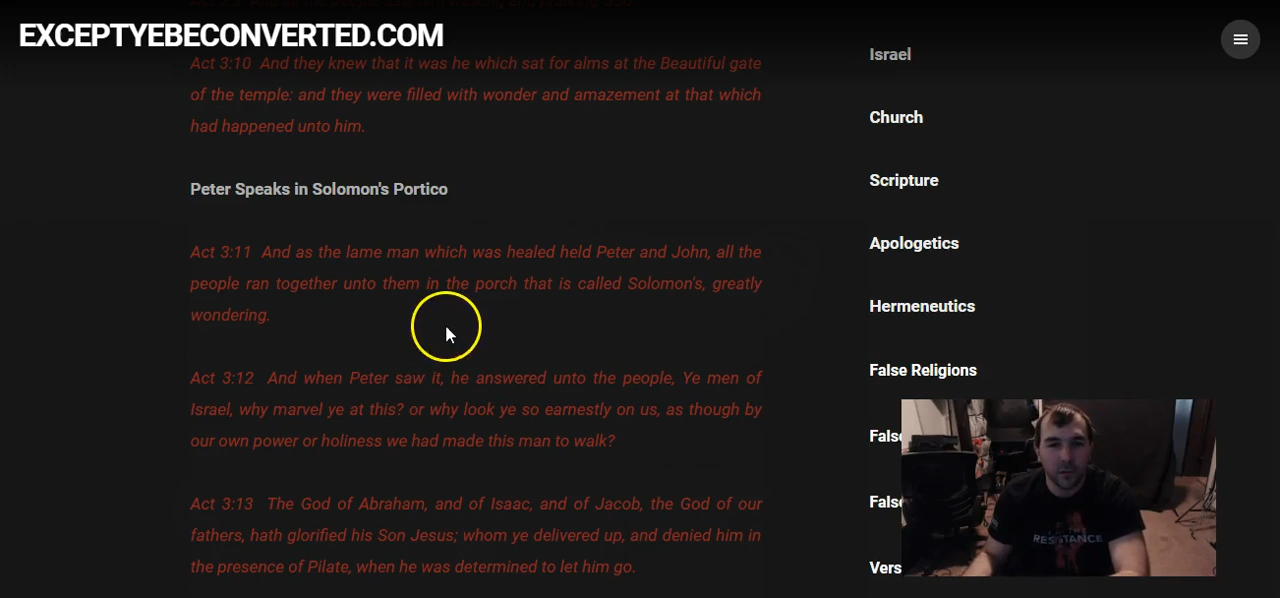 EXCEPTYEBECONVERTED.COM
Act 3:10 And they knew that it was he which sat for alms at the Beautiful gate
of the temple: and they were filled with wonder and amazement at that which
had happened unto him.
Peter Speaks in Solomon's Portico
Act 3:11 And as the lame man which was healed held Peter and John, all the
people ran together unto them in the porch that is called Solomon's, greatly
wondering.
Act 3:12 And when Peter saw it, he answered unto the people, Ye men of
Israel, why marvel ye at this? or why look ye so earnestly on us, as though by
our own power or holiness we had made this man to walk?
Act 3:13 The God of Abraham, and of Isaac, and of Jacob, the God of our
fathers, hath glorified his Son Jesus; whom ye delivered up, and denied him in
the presence of Pilate, when he was determined to let him go.
Israel
Church
Scripture
Apologetics
Hermeneutics
False Religions
False
False
Vers
RESISTANCE